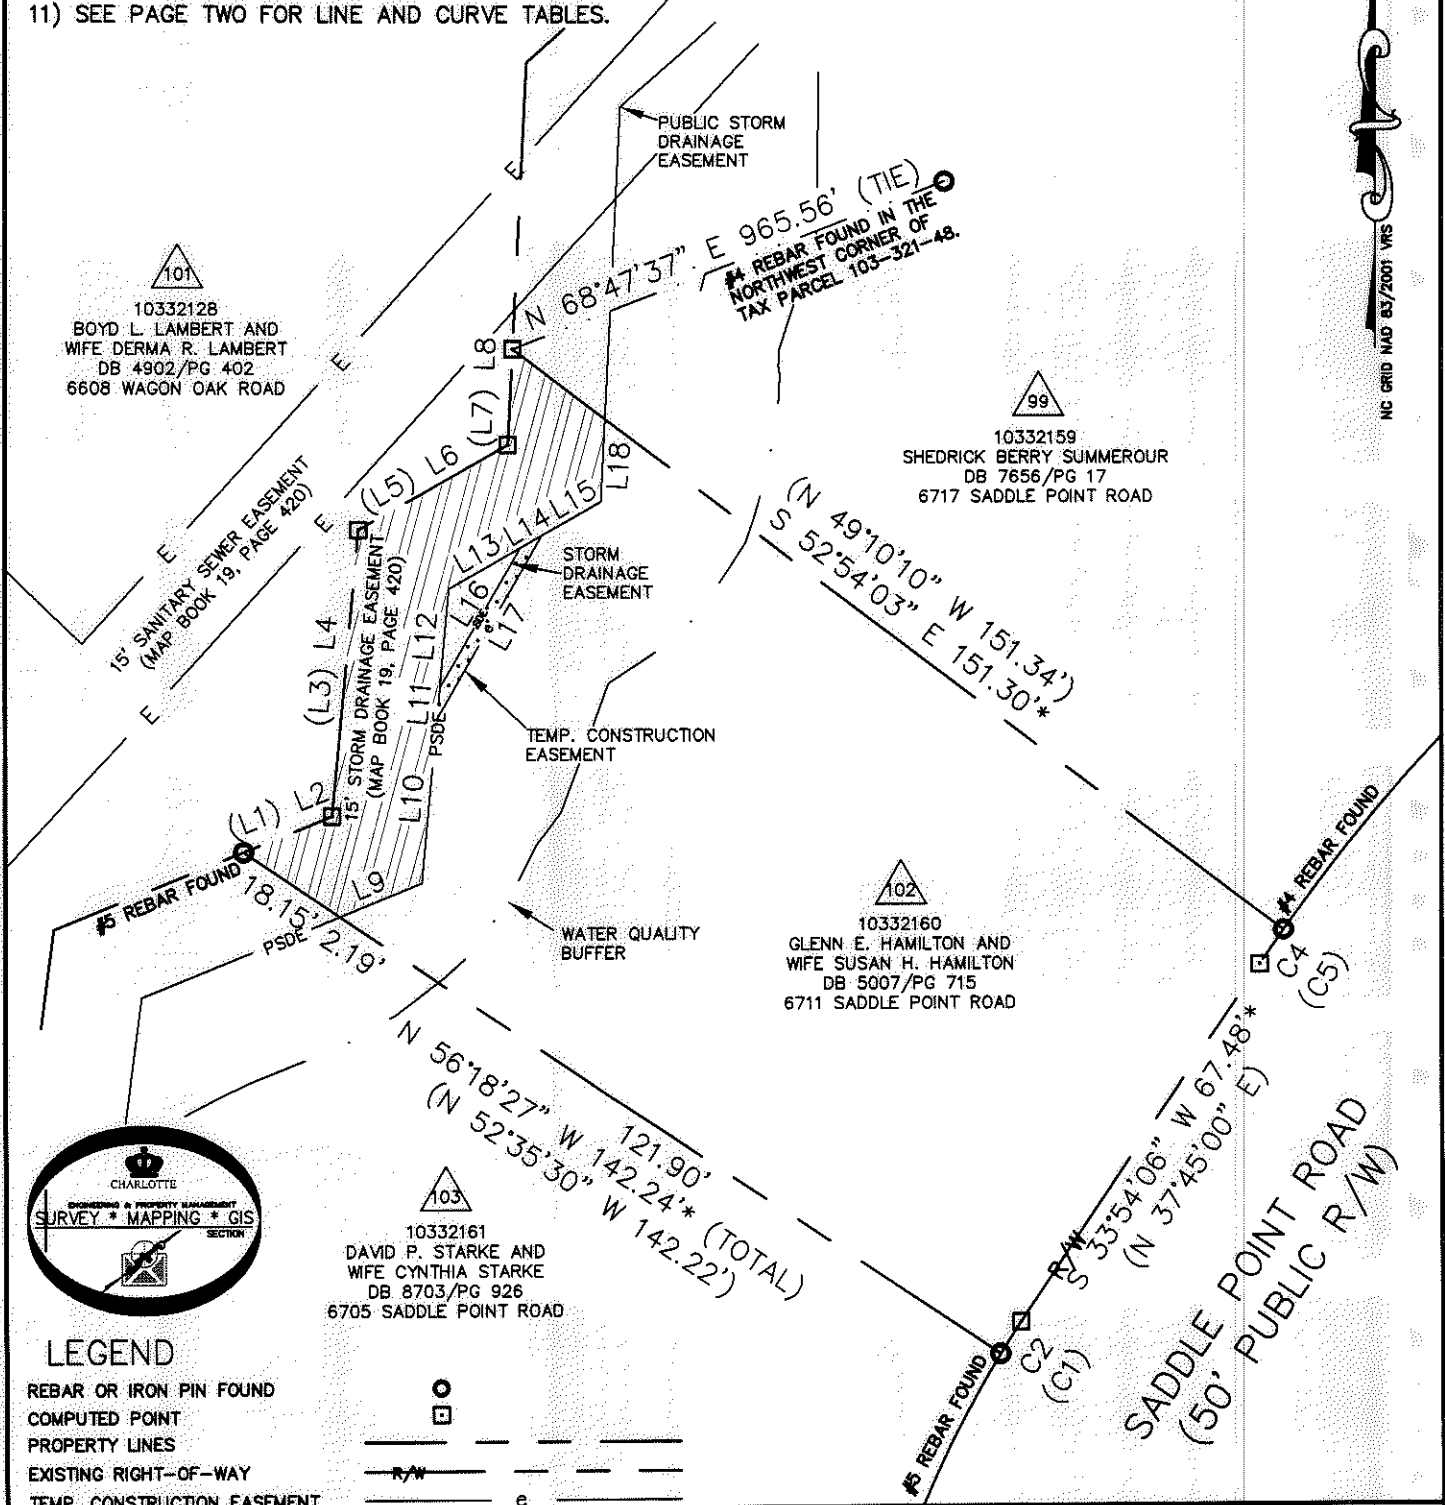 11) SEE PAGE TWO FOR LINE AND CURVE TABLES.
PUBLIC STORM
DRAINAGE
EASEMENT
N 68°47'37" E 965.56' (TIE)
#4 REBAR FOUND IN THE
NORTHWEST CORNER OF
TAX PARCEL 103-321-48.
NC GRID NAD 83/2001 VRS
101
10332128
BOYD L. LAMBERT AND
WIFE DERMA R. LAMBERT
DB 4902/PG 402
6608 WAGON OAK ROAD
E
E
E
E
E
15' SANITARY SEWER EASEMENT
(MAP BOOK 19, PAGE 420)
99
10332159
SHEDRICK BERRY SUMMEROUR
DB 7656/PG 17
6717 SADDLE POINT ROAD
(L7) L8
(L5) L6
(L3) L4
(L1) L2
L18
L13
L14
L15
L16
L17
L12
L11
L10
L9
15' STORM DRAINAGE EASEMENT
(MAP BOOK 19, PAGE 420)
STORM
DRAINAGE
EASEMENT
PSDE
TEMP. CONSTRUCTION
EASEMENT
(N 49°10'10" W 151.34')
S 52°54'03" E 151.30'*
#5 REBAR FOUND
18.15'
PSDE
2.19'
WATER QUALITY
BUFFER
102
10332160
GLENN E. HAMILTON AND
WIFE SUSAN H. HAMILTON
DB 5007/PG 715
6711 SADDLE POINT ROAD
#4 REBAR FOUND
C4
(C5)
N 56°18'27" W 142.24'* (TOTAL)
(N 52°35'30" W 142.22')
121.90'
S 33°54'06" W 67.48'*
(N 37°45'00" E)
R/W
SADDLE POINT ROAD
(50' PUBLIC R/W)
C2
(C1)
#5 REBAR FOUND
CHARLOTTE
ENGINEERING & PROPERTY MANAGEMENT
SURVEY * MAPPING * GIS
SECTION
103
10332161
DAVID P. STARKE AND
WIFE CYNTHIA STARKE
DB 8703/PG 926
6705 SADDLE POINT ROAD
LEGEND
REBAR OR IRON PIN FOUND
COMPUTED POINT
PROPERTY LINES
EXISTING RIGHT-OF-WAY R/W
TEMP. CONSTRUCTION EASEMENT e